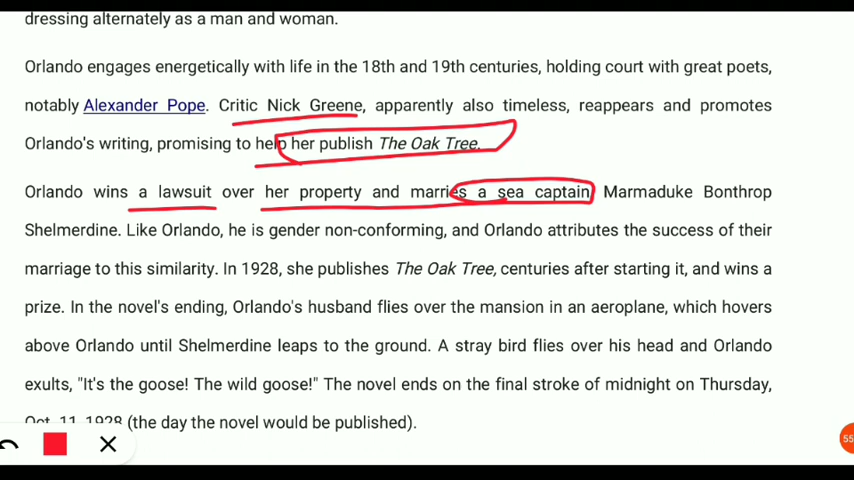 dressing alternately as a man and woman.
Orlando engages energetically with life in the 18th and 19th centuries, holding court with great poets,
notably Alexander Pope. Critic Nick Greene, apparently also timeless, reappears and promotes
Orlando's writing, promising to help her publish The Oak Tree.
Orlando wins a lawsuit over her property and marries a sea captain, Marmaduke Bonthrop
Shelmerdine. Like Orlando, he is gender non-conforming, and Orlando attributes the success of their
marriage to this similarity. In 1928, she publishes The Oak Tree, centuries after starting it, and wins a
prize. In the novel's ending, Orlando's husband flies over the mansion in an aeroplane, which hovers
above Orlando until Shelmerdine leaps to the ground. A stray bird flies over his head and Orlando
exults, "It's the goose! The wild goose!" The novel ends on the final stroke of midnight on Thursday,
Oct. 11, 1928 (the day the novel would be published).
55